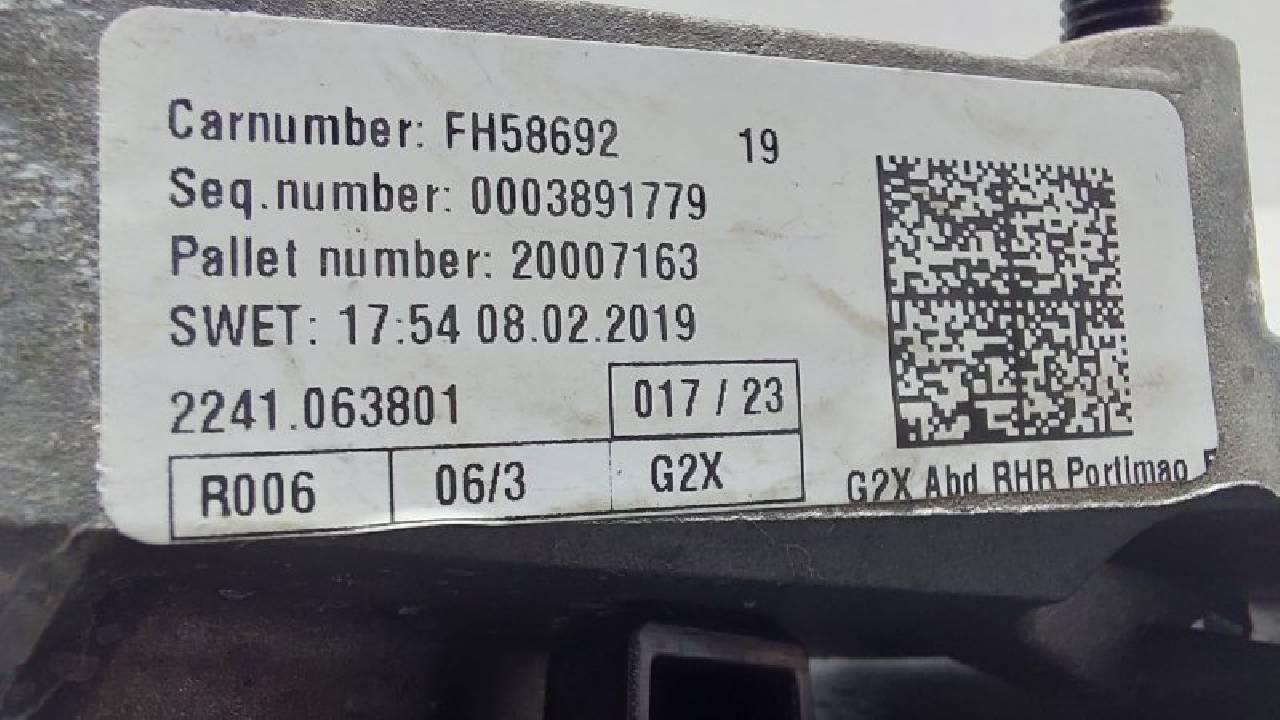 Carnumber: FH58692 19
Seq.number: 0003891779
Pallet number: 20007163
SWET: 17:54 08.02.2019
2241.063801 017 / 23
R006 06/3 G2X
G2X Abd RHR Portimao